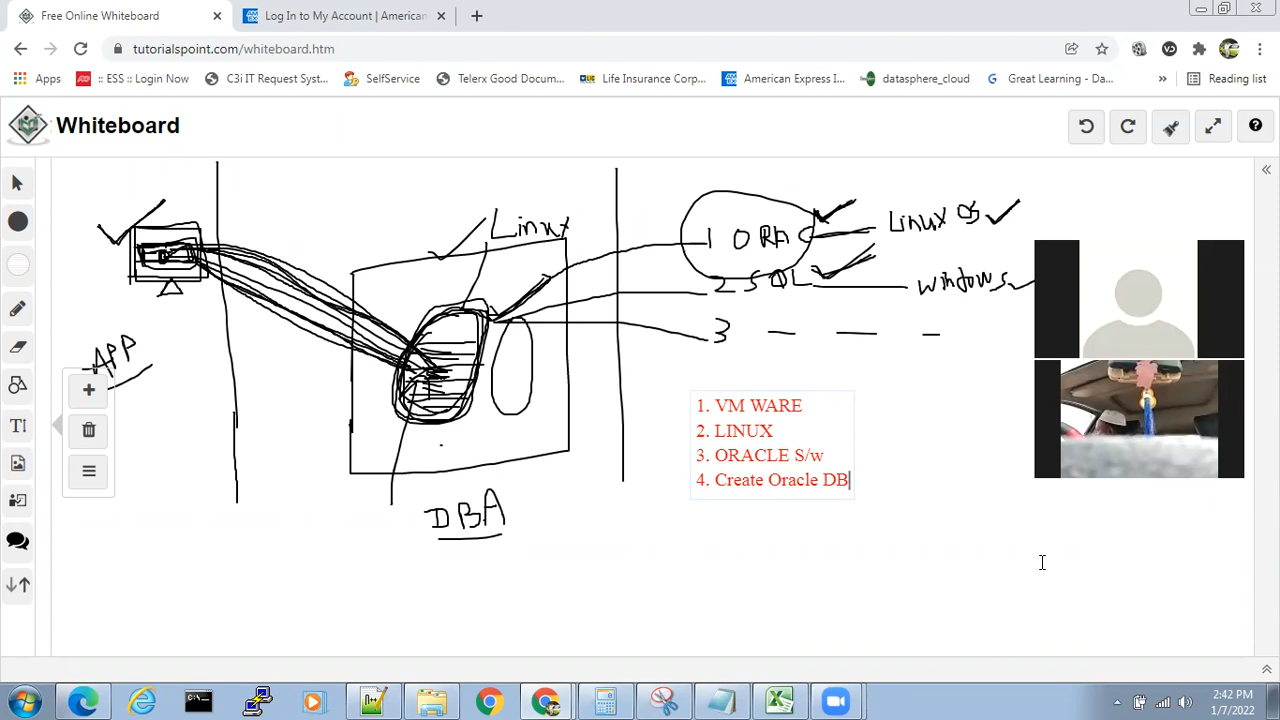 Free Online Whiteboard
Log In to My Account | American
tutorialspoint.com/whiteboard.htm
Apps
:: ESS :: Login Now
C3i IT Request Syst...
SelfService
Telerx Good Docum...
Life Insurance Corp...
American Express I...
datasphere_cloud
Great Learning - Da...
Reading list
Whiteboard
Linux
1 ORAC
Linux OS
2 SQL
windows
3 — — —
APP
1. VM WARE
2. LINUX
3. ORACLE S/w
4. Create Oracle DB
DBA
2:42 PM
1/7/2022